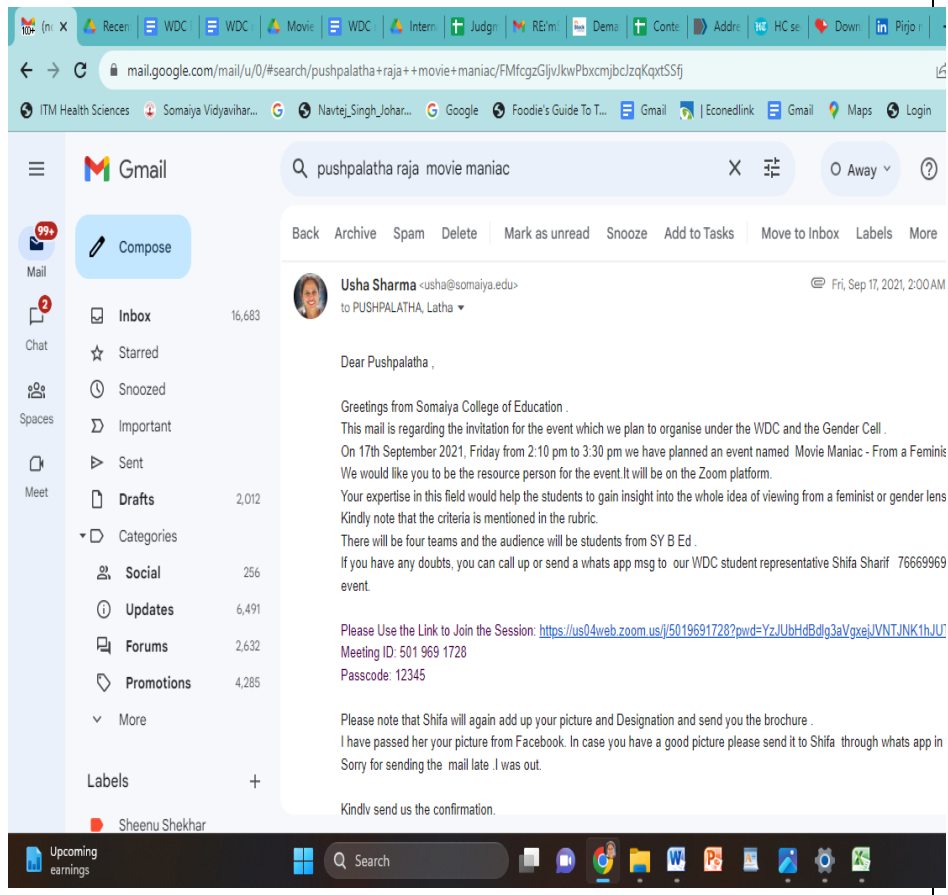 100+ (no X Recen WDC WDC Movie WDC Intern Judgn RE:'m Dema Conte Addre HC se Down Pirjo r
mail.google.com/mail/u/0/#search/pushpalatha+raja++movie+maniac/FMfcgzGljvJkwPbxcmjbcJzqKqxtSSfj
ITM Health Sciences Somaiya Vidyavihar... Navtej_Singh_Johar... Google Foodie's Guide To T... Gmail | Econedlink Gmail Maps Login
Gmail
pushpalatha raja movie maniac
Away
99+
Mail
2
Chat
Spaces
Meet
Compose
Inbox 16,683
Starred
Snoozed
Important
Sent
Drafts 2,012
Categories
Social 256
Updates 6,491
Forums 2,632
Promotions 4,285
More
Labels +
Sheenu Shekhar
Back Archive Spam Delete Mark as unread Snooze Add to Tasks Move to Inbox Labels More
Usha Sharma <usha@somaiya.edu> Fri, Sep 17, 2021, 2:00 AM
to PUSHPALATHA, Latha
Dear Pushpalatha ,
Greetings from Somaiya College of Education .
This mail is regarding the invitation for the event which we plan to organise under the WDC and the Gender Cell .
On 17th September 2021, Friday from 2:10 pm to 3:30 pm we have planned an event named Movie Maniac - From a Feminis
We would like you to be the resource person for the event.It will be on the Zoom platform.
Your expertise in this field would help the students to gain insight into the whole idea of viewing from a feminist or gender lens
Kindly note that the criteria is mentioned in the rubric.
There will be four teams and the audience will be students from SY B Ed .
If you have any doubts, you can call up or send a whats app msg to our WDC student representative Shifa Sharif 76669969
event.
Please Use the Link to Join the Session: https://us04web.zoom.us/j/5019691728?pwd=YzJUbHdBdlg3aVgxejJVNTJNK1hJUT
Meeting ID: 501 969 1728
Passcode: 12345
Please note that Shifa will again add up your picture and Designation and send you the brochure .
I have passed her your picture from Facebook. In case you have a good picture please send it to Shifa through whats app in
Sorry for sending the mail late .I was out.
Kindly send us the confirmation.
Upcoming
earnings
Search